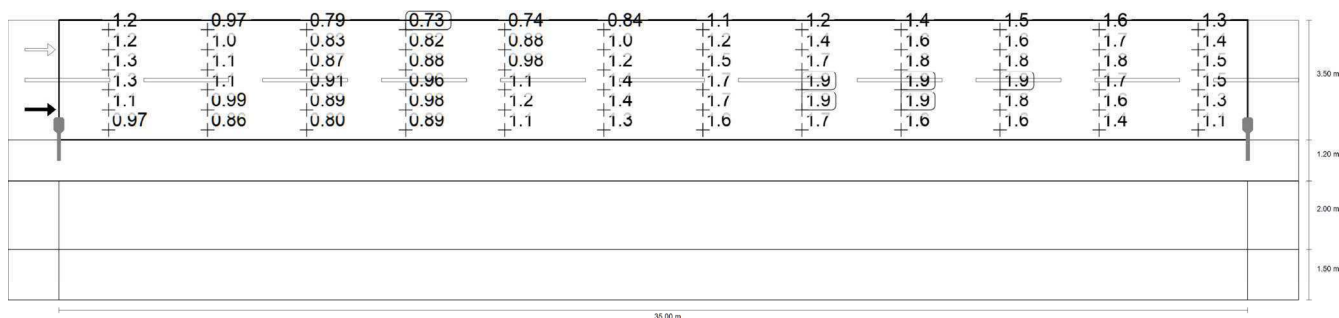 1.2 0.97 0.79 0.73 0.74 0.84 1.1 1.2 1.4 1.5 1.6 1.3
1.2 1.0 0.83 0.82 0.88 1.0 1.2 1.4 1.6 1.6 1.7 1.4
1.3 1.1 0.87 0.88 0.98 1.2 1.5 1.7 1.8 1.8 1.8 1.5
3.50 m
1.3 1.1 0.91 0.96 1.1 1.4 1.7 1.9 1.9 1.9 1.7 1.5
1.1 0.99 0.89 0.98 1.2 1.4 1.7 1.9 1.9 1.8 1.6 1.3
0.97 0.86 0.80 0.89 1.1 1.3 1.6 1.7 1.6 1.6 1.4 1.1
1.20 m
2.00 m
1.50 m
35.00 m